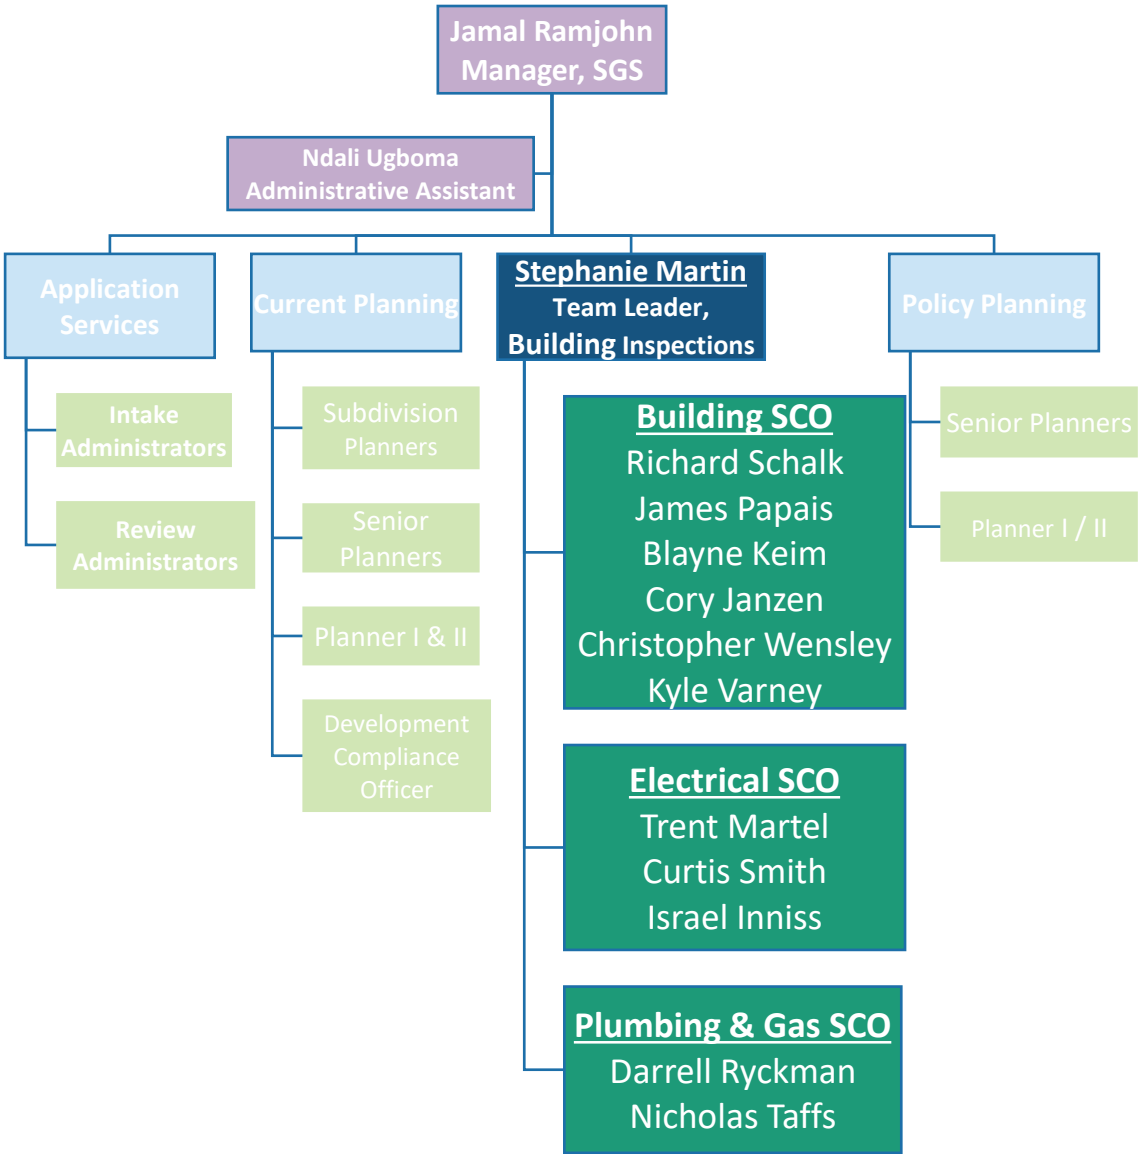 Jamal Ramjohn
Manager, SGS
Ndali Ugboma
Administrative Assistant
Application
Services
Current Planning
Stephanie Martin
Team Leader,
Building Inspections
Policy Planning
Intake
Administrators
Review
Administrators
Subdivision
Planners
Senior
Planners
Planner I & II
Development
Compliance
Officer
Building SCO
Richard Schalk
James Papais
Blayne Keim
Cory Janzen
Christopher Wensley
Kyle Varney
Electrical SCO
Trent Martel
Curtis Smith
Israel Inniss
Plumbing & Gas SCO
Darrell Ryckman
Nicholas Taffs
Senior Planners
Planner I / II